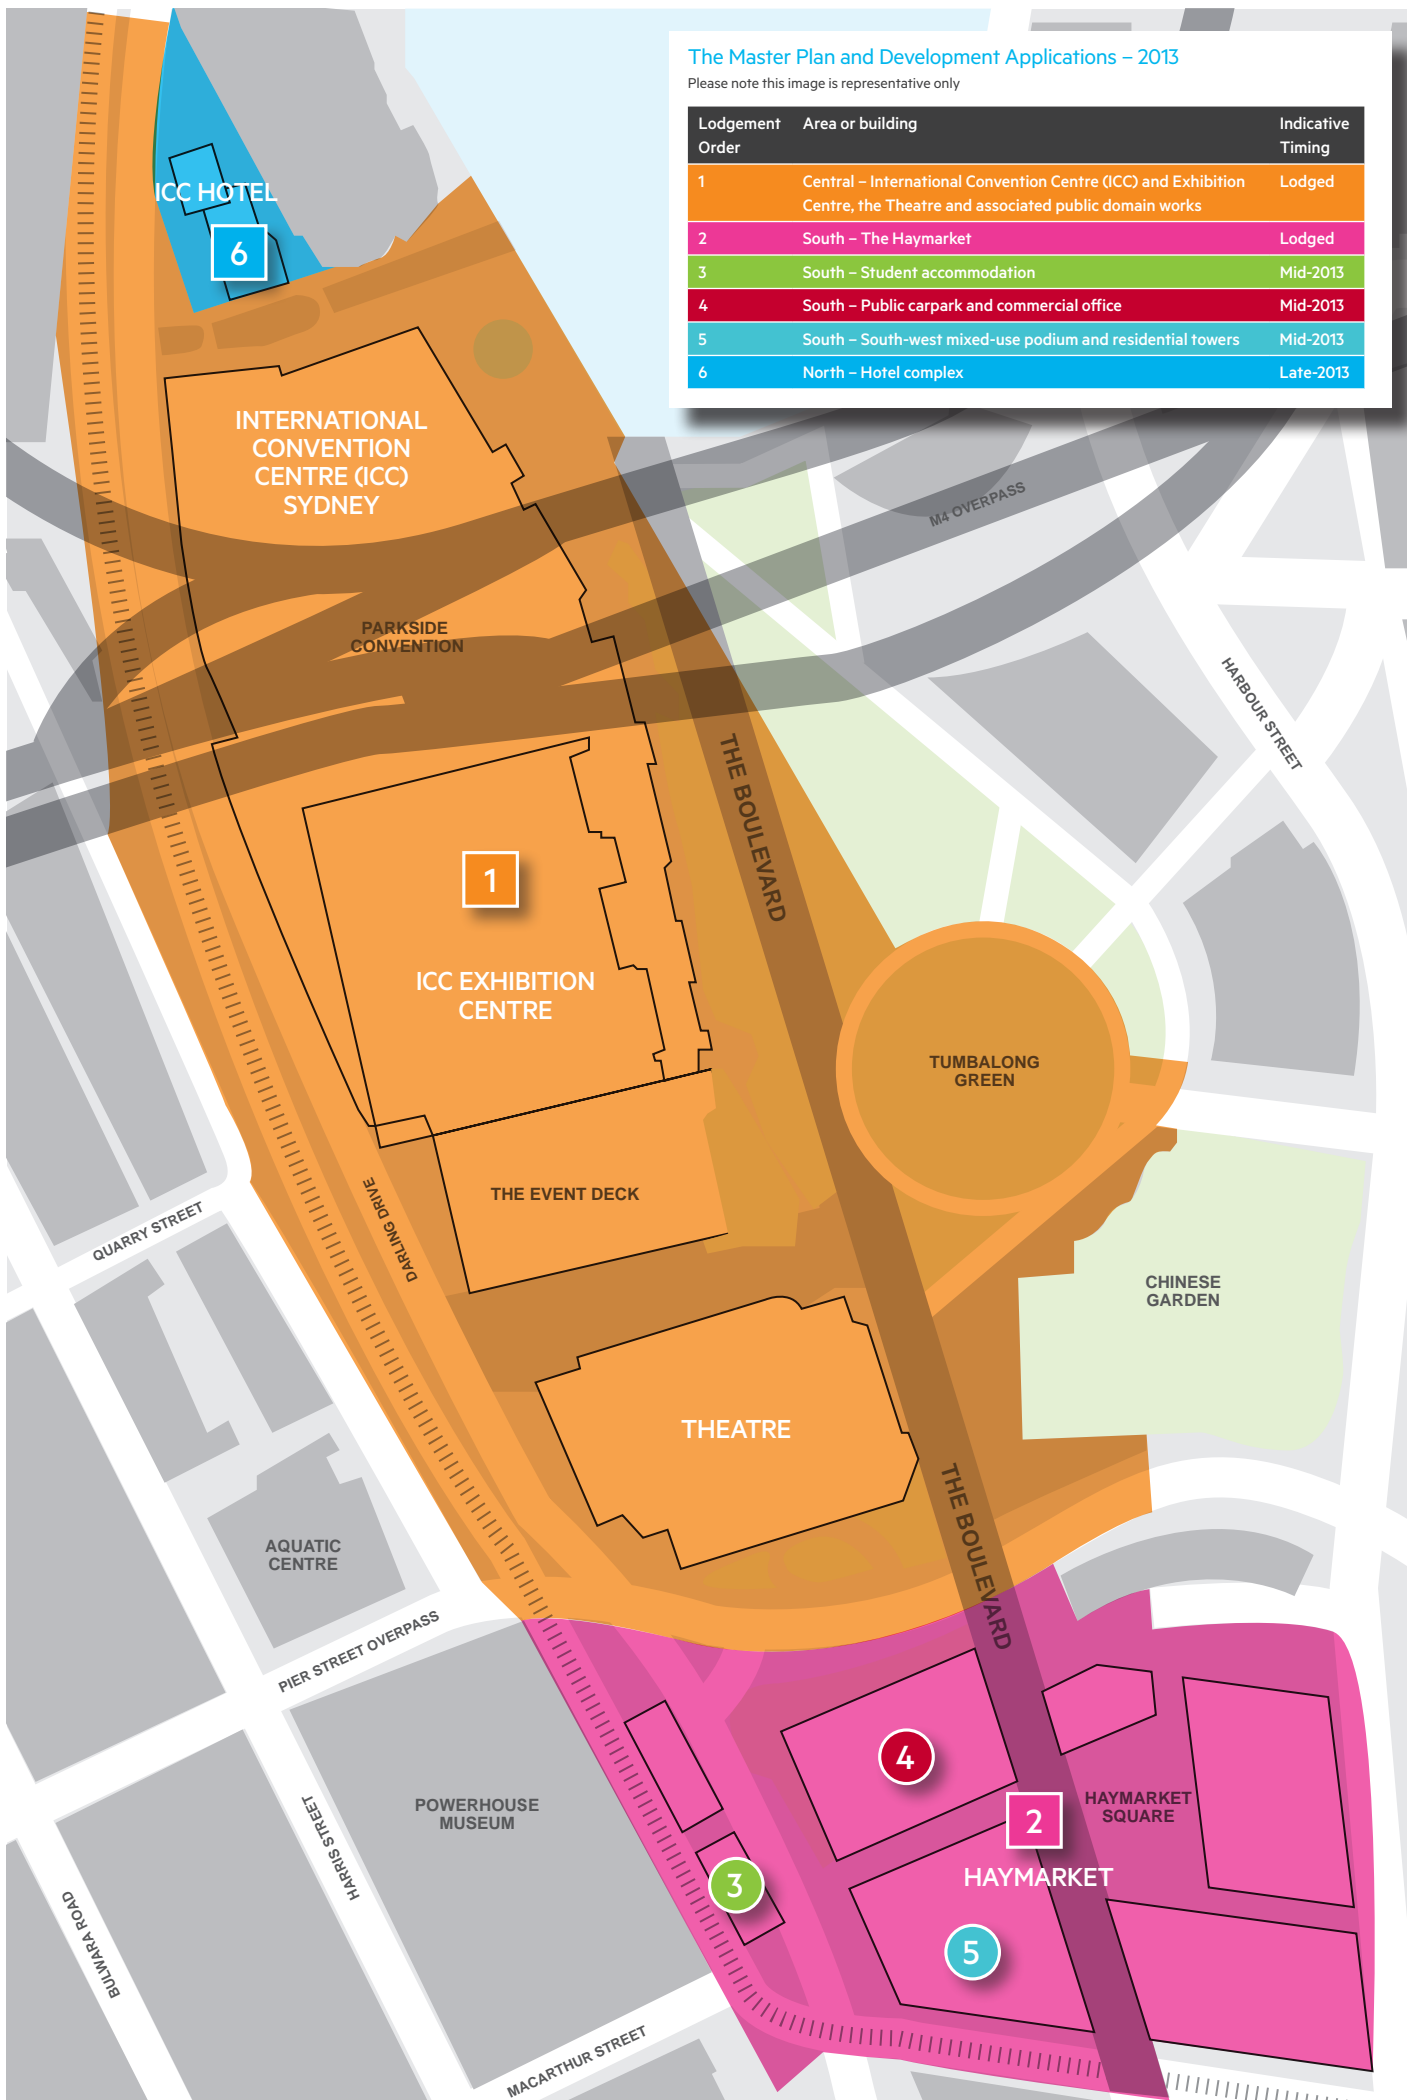 The Master Plan and Development Applications – 2013
Please note this image is representative only
Lodgement Order Area or building Indicative Timing
1 Central – International Convention Centre (ICC) and Exhibition Centre, the Theatre and associated public domain works Lodged
2 South – The Haymarket Lodged
3 South – Student accommodation Mid-2013
4 South – Public carpark and commercial office Mid-2013
5 South – South-west mixed-use podium and residential towers Mid-2013
6 North – Hotel complex Late-2013
ICC HOTEL
6
INTERNATIONAL
CONVENTION
CENTRE (ICC)
SYDNEY
M4 OVERPASS
PARKSIDE
CONVENTION
HARBOUR STREET
THE BOULEVARD
1
ICC EXHIBITION
CENTRE
TUMBALONG
GREEN
THE EVENT DECK
DARLING DRIVE
QUARRY STREET
CHINESE
GARDEN
THEATRE
THE BOULEVARD
AQUATIC
CENTRE
PIER STREET OVERPASS
4
POWERHOUSE
MUSEUM
HARRIS STREET
HAYMARKET
SQUARE
2
HAYMARKET
3
5
BULWARA ROAD
MACARTHUR STREET